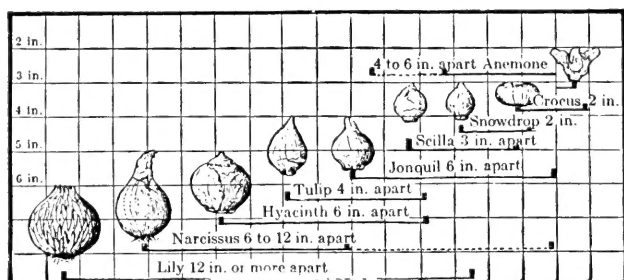 2 in.
4 to 6 in. apart Anemone
3 in.
4 in.
Crocus 2 in.
Snowdrop 2 in.
Scilla 3 in. apart
5 in.
Jonquil 6 in. apart
6 in.
Tulip 4 in. apart
Hyacinth 6 in. apart
Narcissus 6 to 12 in. apart
Lily 12 in. or more apart